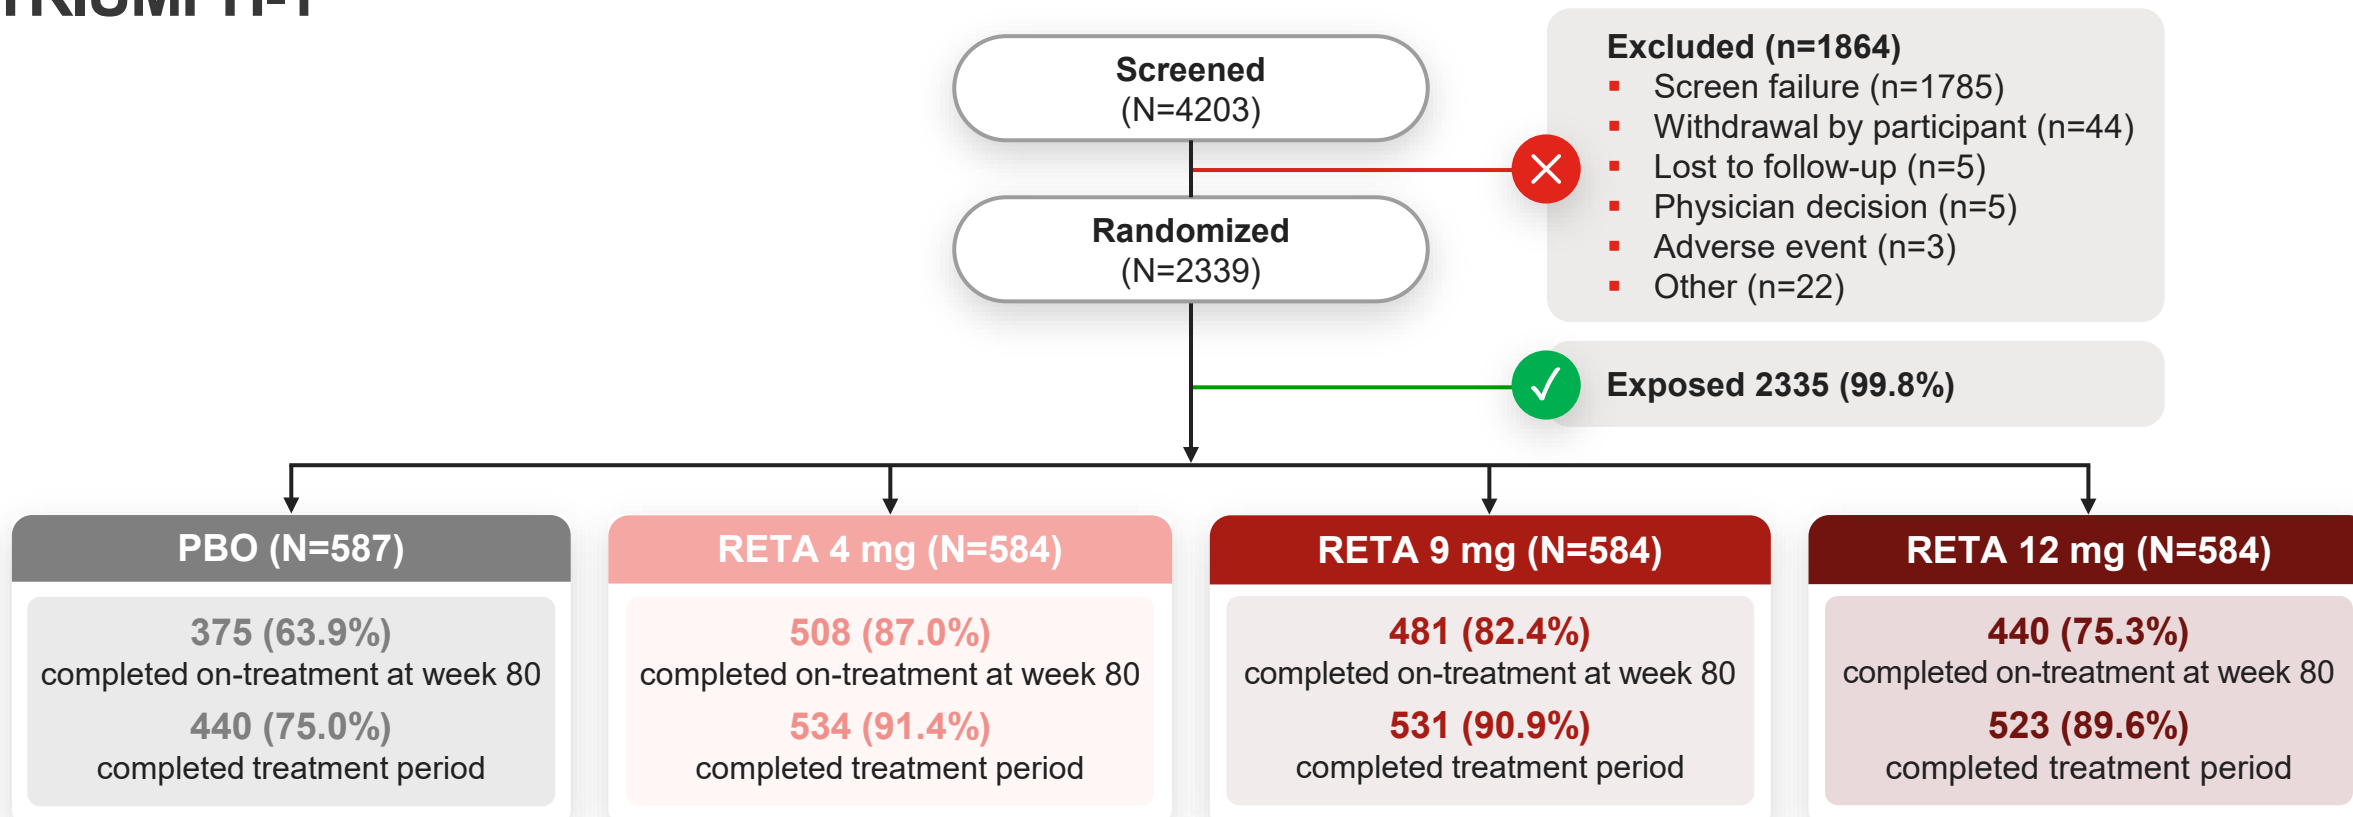 TRIUMPH-1
Screened
(N=4203)
Excluded (n=1864)
▪ Screen failure (n=1785)
▪ Withdrawal by participant (n=44)
▪ Lost to follow-up (n=5)
▪ Physician decision (n=5)
▪ Adverse event (n=3)
▪ Other (n=22)
Randomized
(N=2339)
Exposed 2335 (99.8%)
PBO (N=587)
375 (63.9%)
completed on-treatment at week 80
440 (75.0%)
completed treatment period
RETA 4 mg (N=584)
508 (87.0%)
completed on-treatment at week 80
534 (91.4%)
completed treatment period
RETA 9 mg (N=584)
481 (82.4%)
completed on-treatment at week 80
531 (90.9%)
completed treatment period
RETA 12 mg (N=584)
440 (75.3%)
completed on-treatment at week 80
523 (89.6%)
completed treatment period